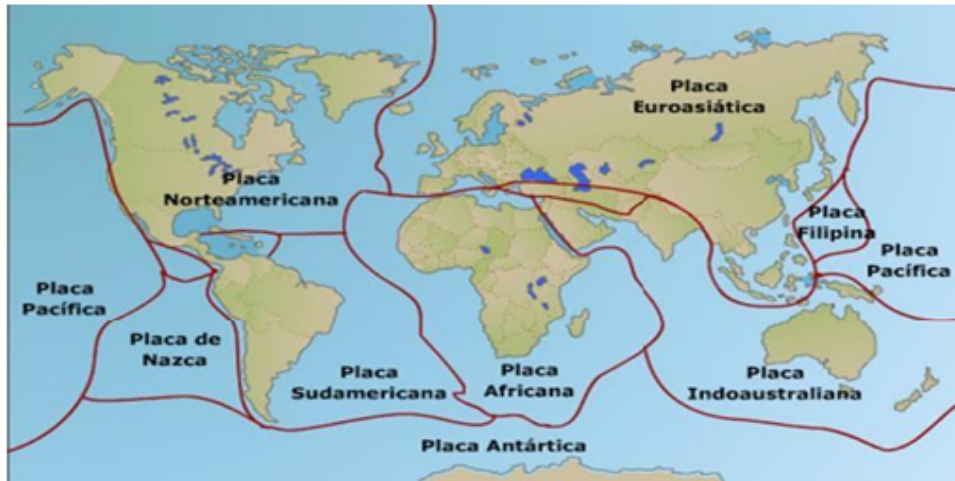 Placa
Euroasiática
Placa
Norteamericana
Placa
Filipina
Placa
Pacífica
Placa
Pacífica
Placa de
Nazca
Placa
Sudamericana
Placa
Africana
Placa
Indoaustraliana
Placa Antártica